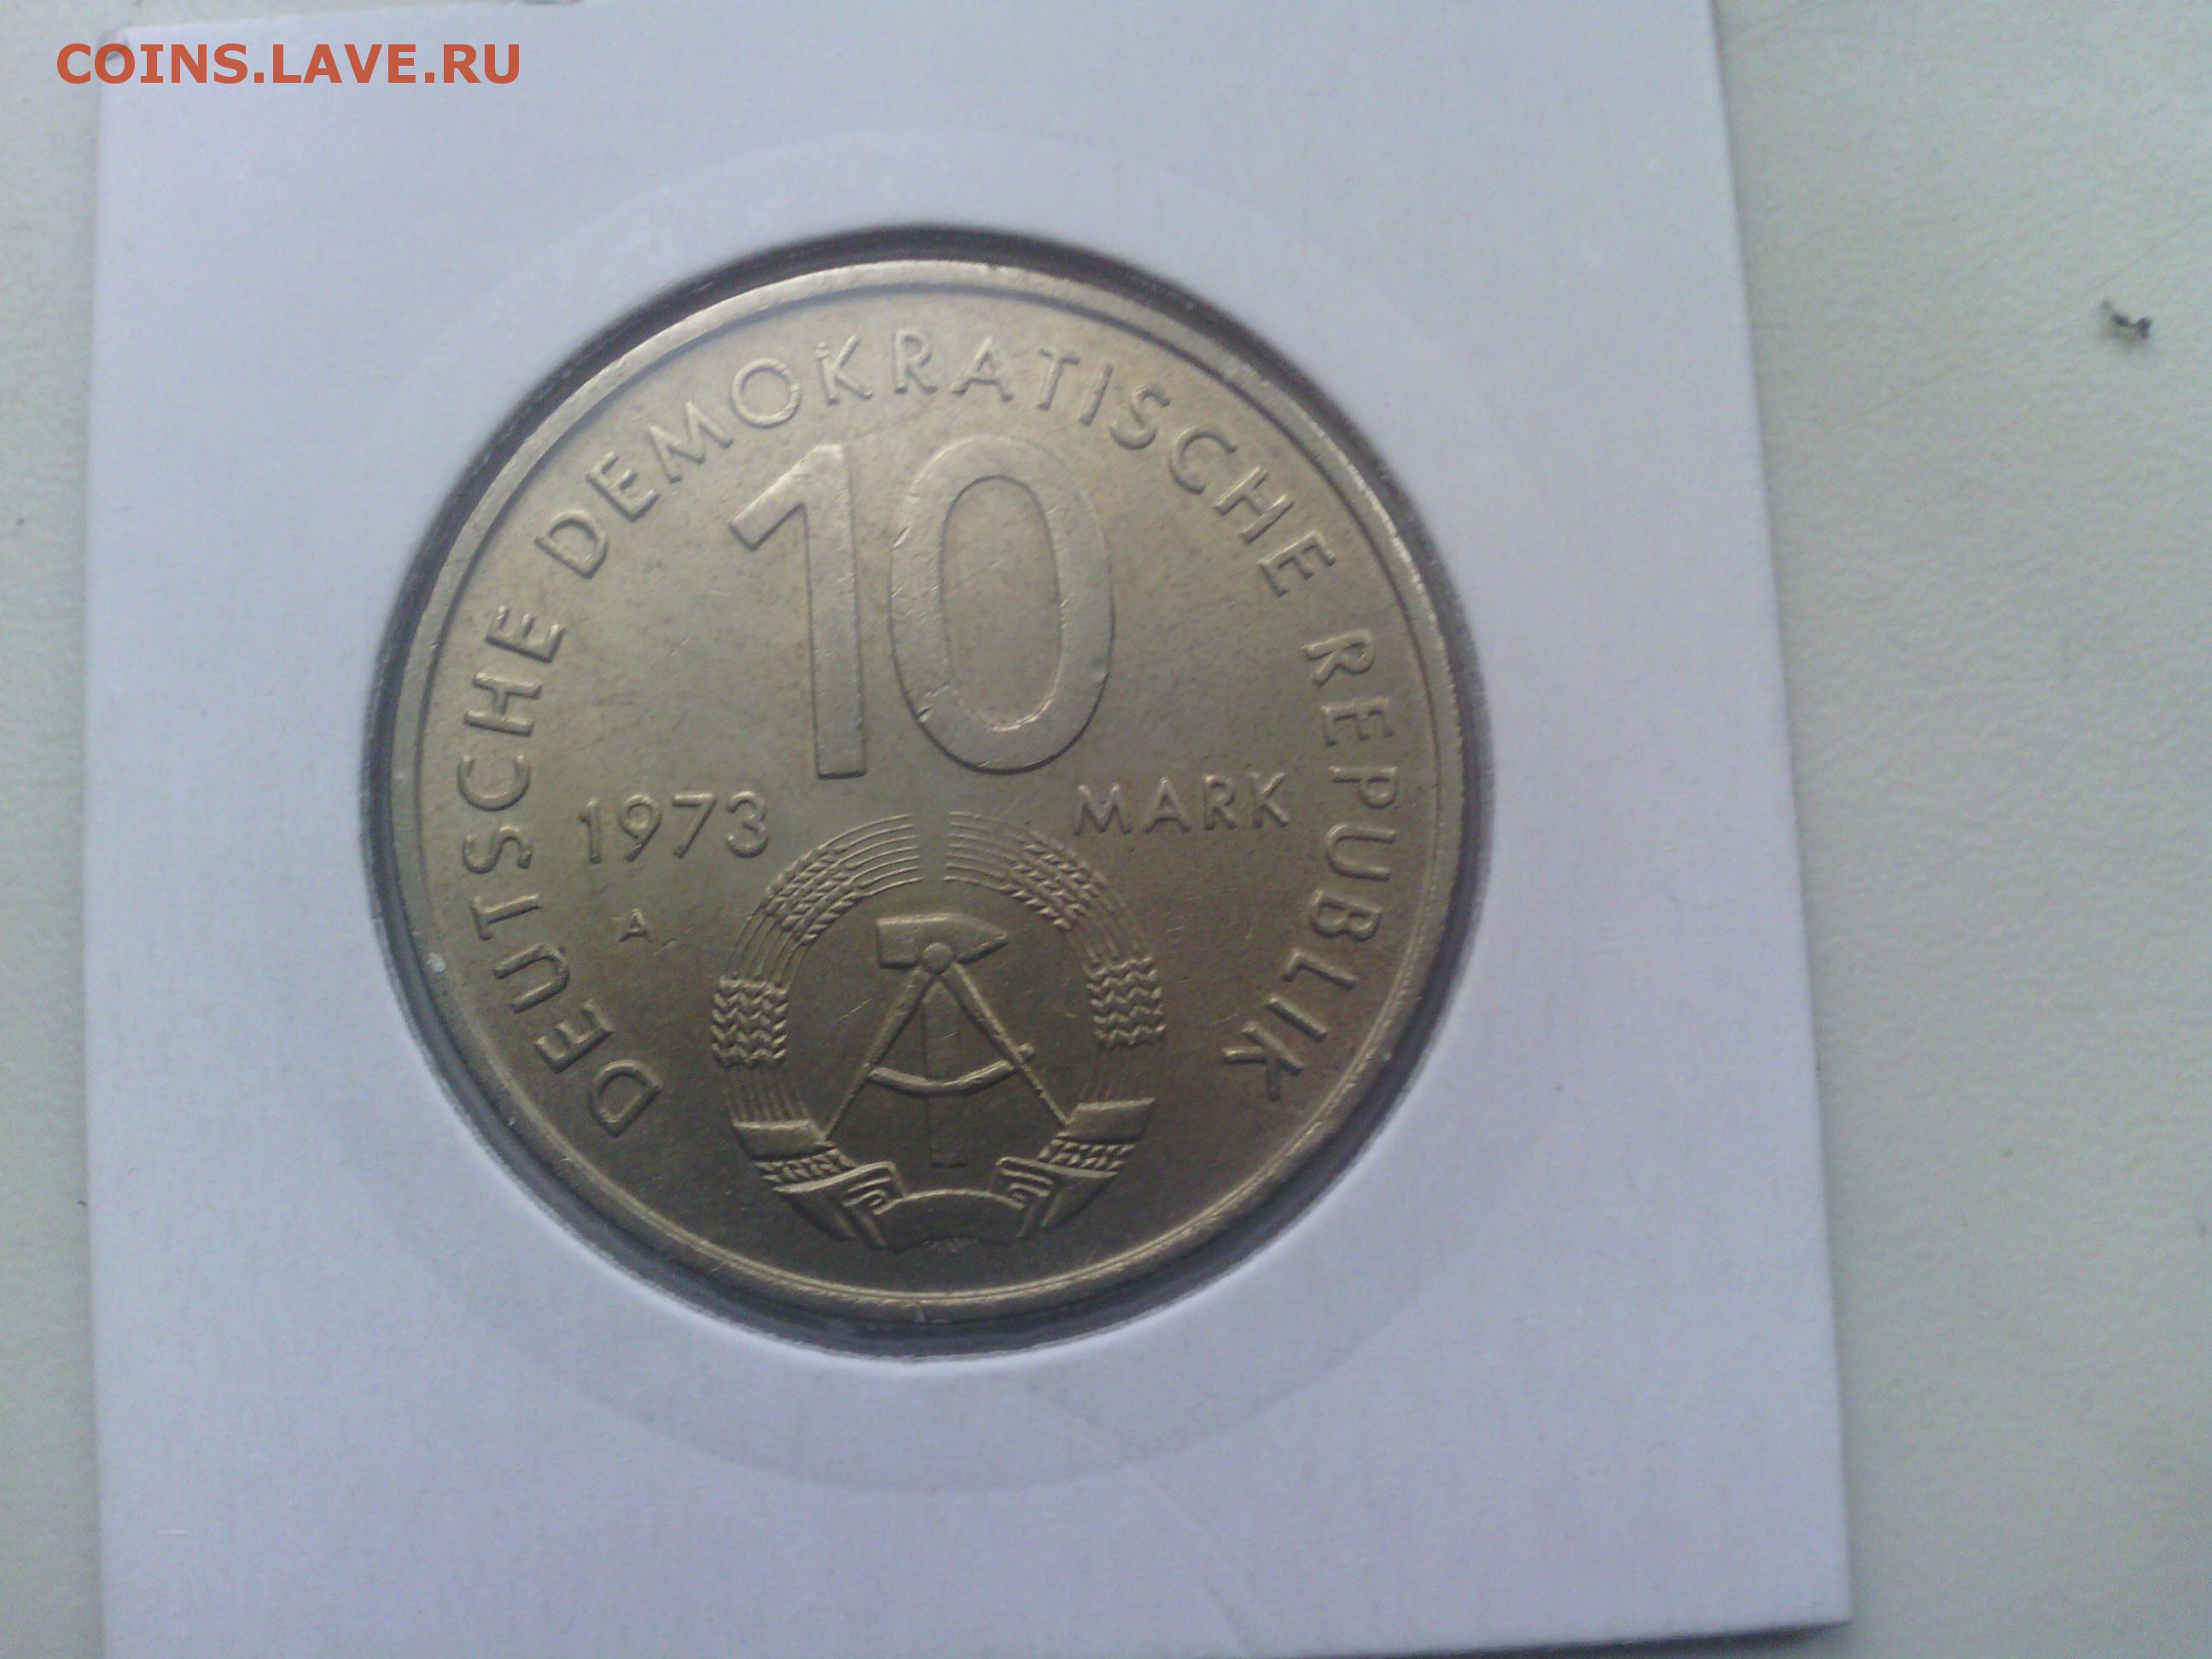 COINS.LAVE.RU
DEUTSCHE DEMOKRATISCHE REPUBLIK
10
1973 MARK
A